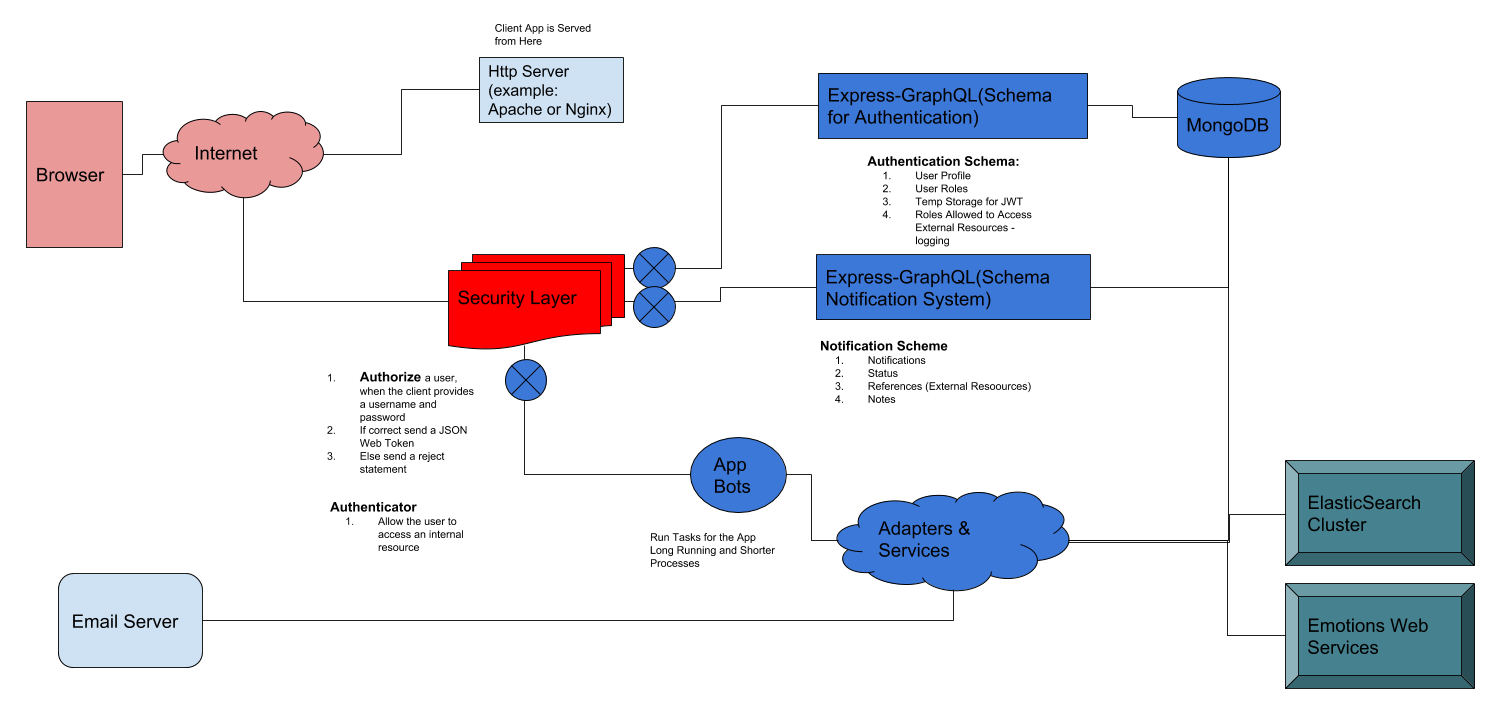 Client App is Served
from Here
Http Server
(example:
Apache or Nginx)
Express-GraphQL(Schema
for Authentication)
MongoDB
Internet
Browser
Authentication Schema:
1. User Profile
2. User Roles
3. Temp Storage for JWT
4. Roles Allowed to Access
External Resources -
logging
Security Layer
Express-GraphQL(Schema
Notification System)
Notification Scheme
1. Notifications
2. Status
3. References (External Resoources)
4. Notes
1. Authorize a user,
when the client provides
a username and
password
2. If correct send a JSON
Web Token
3. Else send a reject
statement
Authenticator
1. Allow the user to
access an internal
resource
App
Bots
Run Tasks for the App
Long Running and Shorter
Processes
Adapters &
Services
ElasticSearch
Cluster
Email Server
Emotions Web
Services